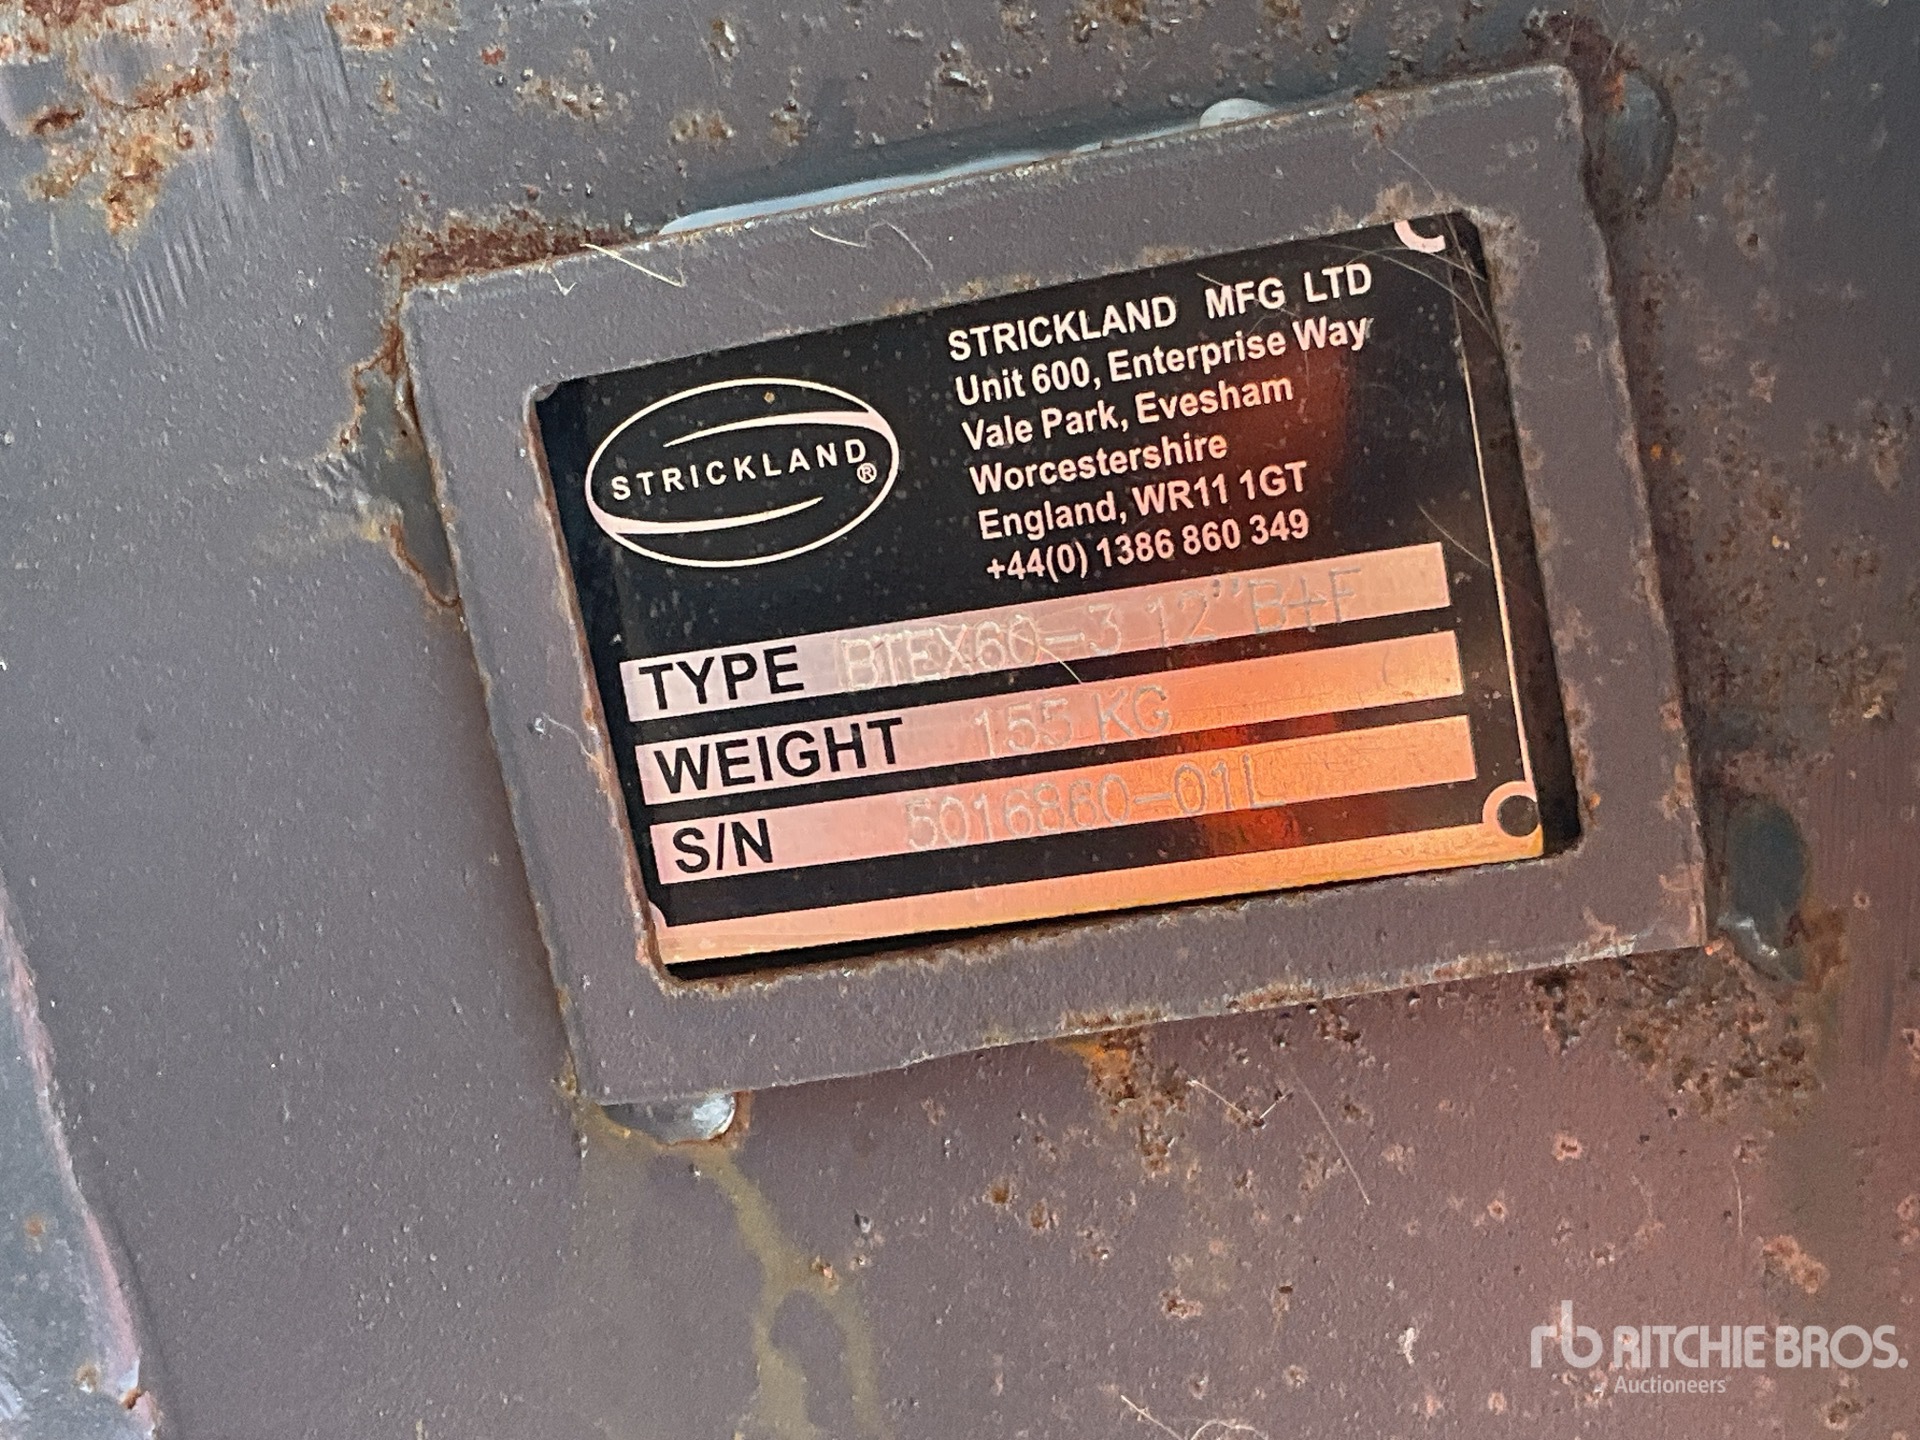 STRICKLAND®
STRICKLAND MFG LTD
Unit 600, Enterprise Way
Vale Park, Evesham
Worcestershire
England, WR11 1GT
+44(0) 1386 860 349
TYPE BTEX60-3 12"B+F
WEIGHT 155 KG
S/N 5016860-01L
rb RITCHIE BROS.
Auctioneers